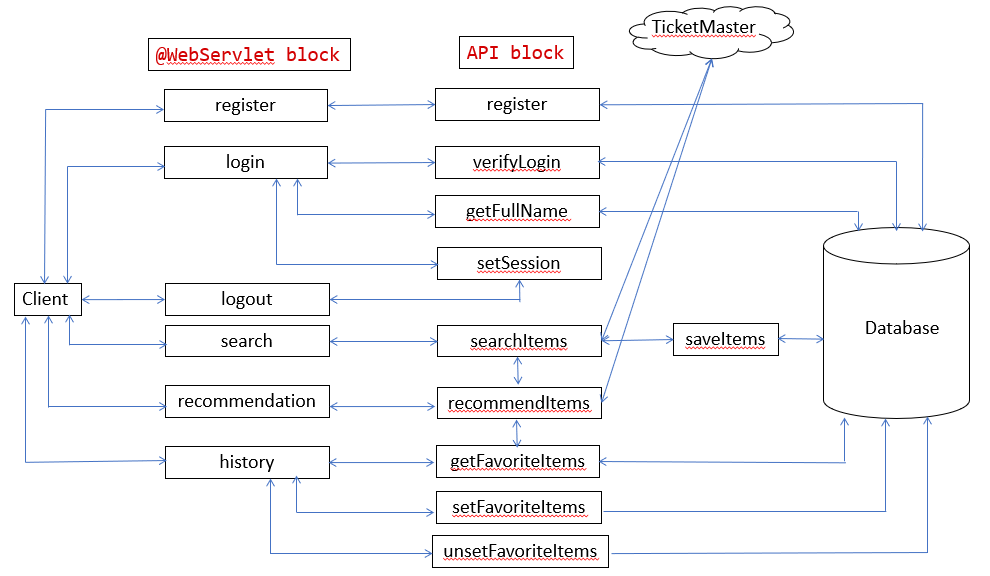 TicketMaster
@WebServlet block
API block
register
register
login
verifyLogin
getFullName
setSession
Client
logout
search
searchItems
saveItems
Database
recommendation
recommendItems
history
getFavoriteItems
setFavoriteItems
unsetFavoriteItems